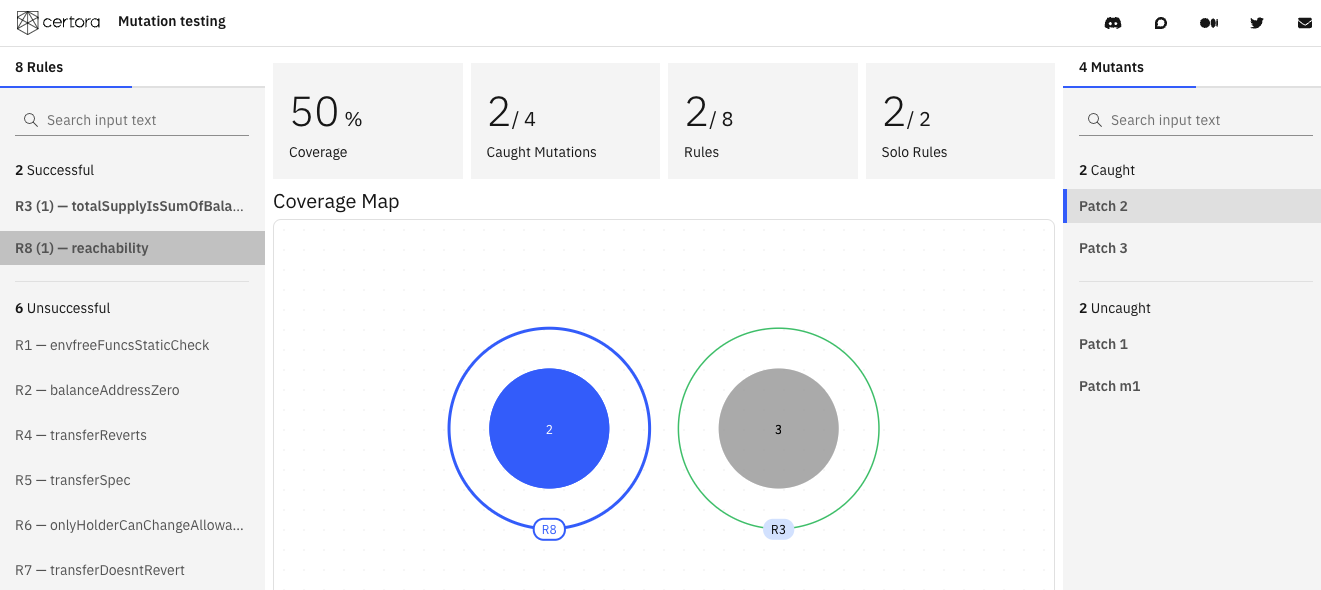 certora Mutation testing
8 Rules
Search input text
2 Successful
R3 (1) — totalSupplyIsSumOfBala...
R8 (1) — reachability
6 Unsuccessful
R1 — envfreeFuncsStaticCheck
R2 — balanceAddressZero
R4 — transferReverts
R5 — transferSpec
R6 — onlyHolderCanChangeAllowa...
R7 — transferDoesntRevert
50 %
Coverage
2/ 4
Caught Mutations
2/ 8
Rules
2/ 2
Solo Rules
Coverage Map
2
R8
3
R3
4 Mutants
Search input text
2 Caught
Patch 2
Patch 3
2 Uncaught
Patch 1
Patch m1